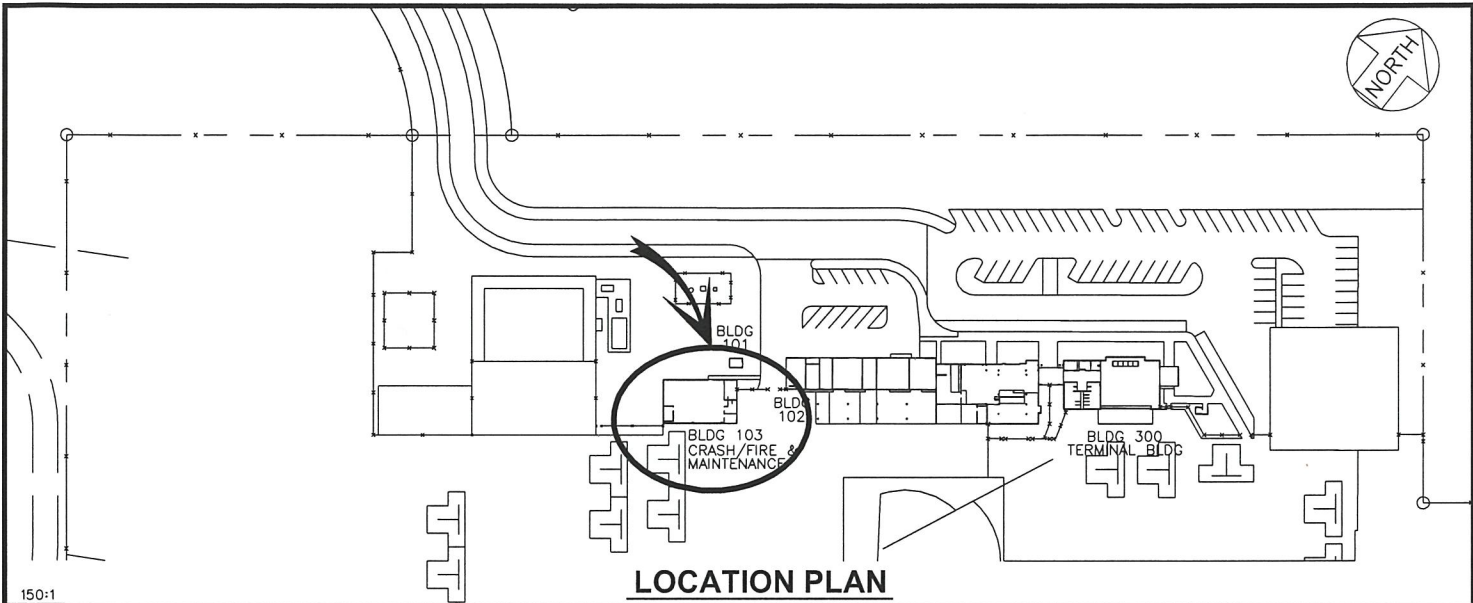 NORTH
BLDG
101
BLDG
102
BLDG 103
CRASH/FIRE &
MAINTENANCE
BLDG 300
TERMINAL BLDG
LOCATION PLAN
150:1